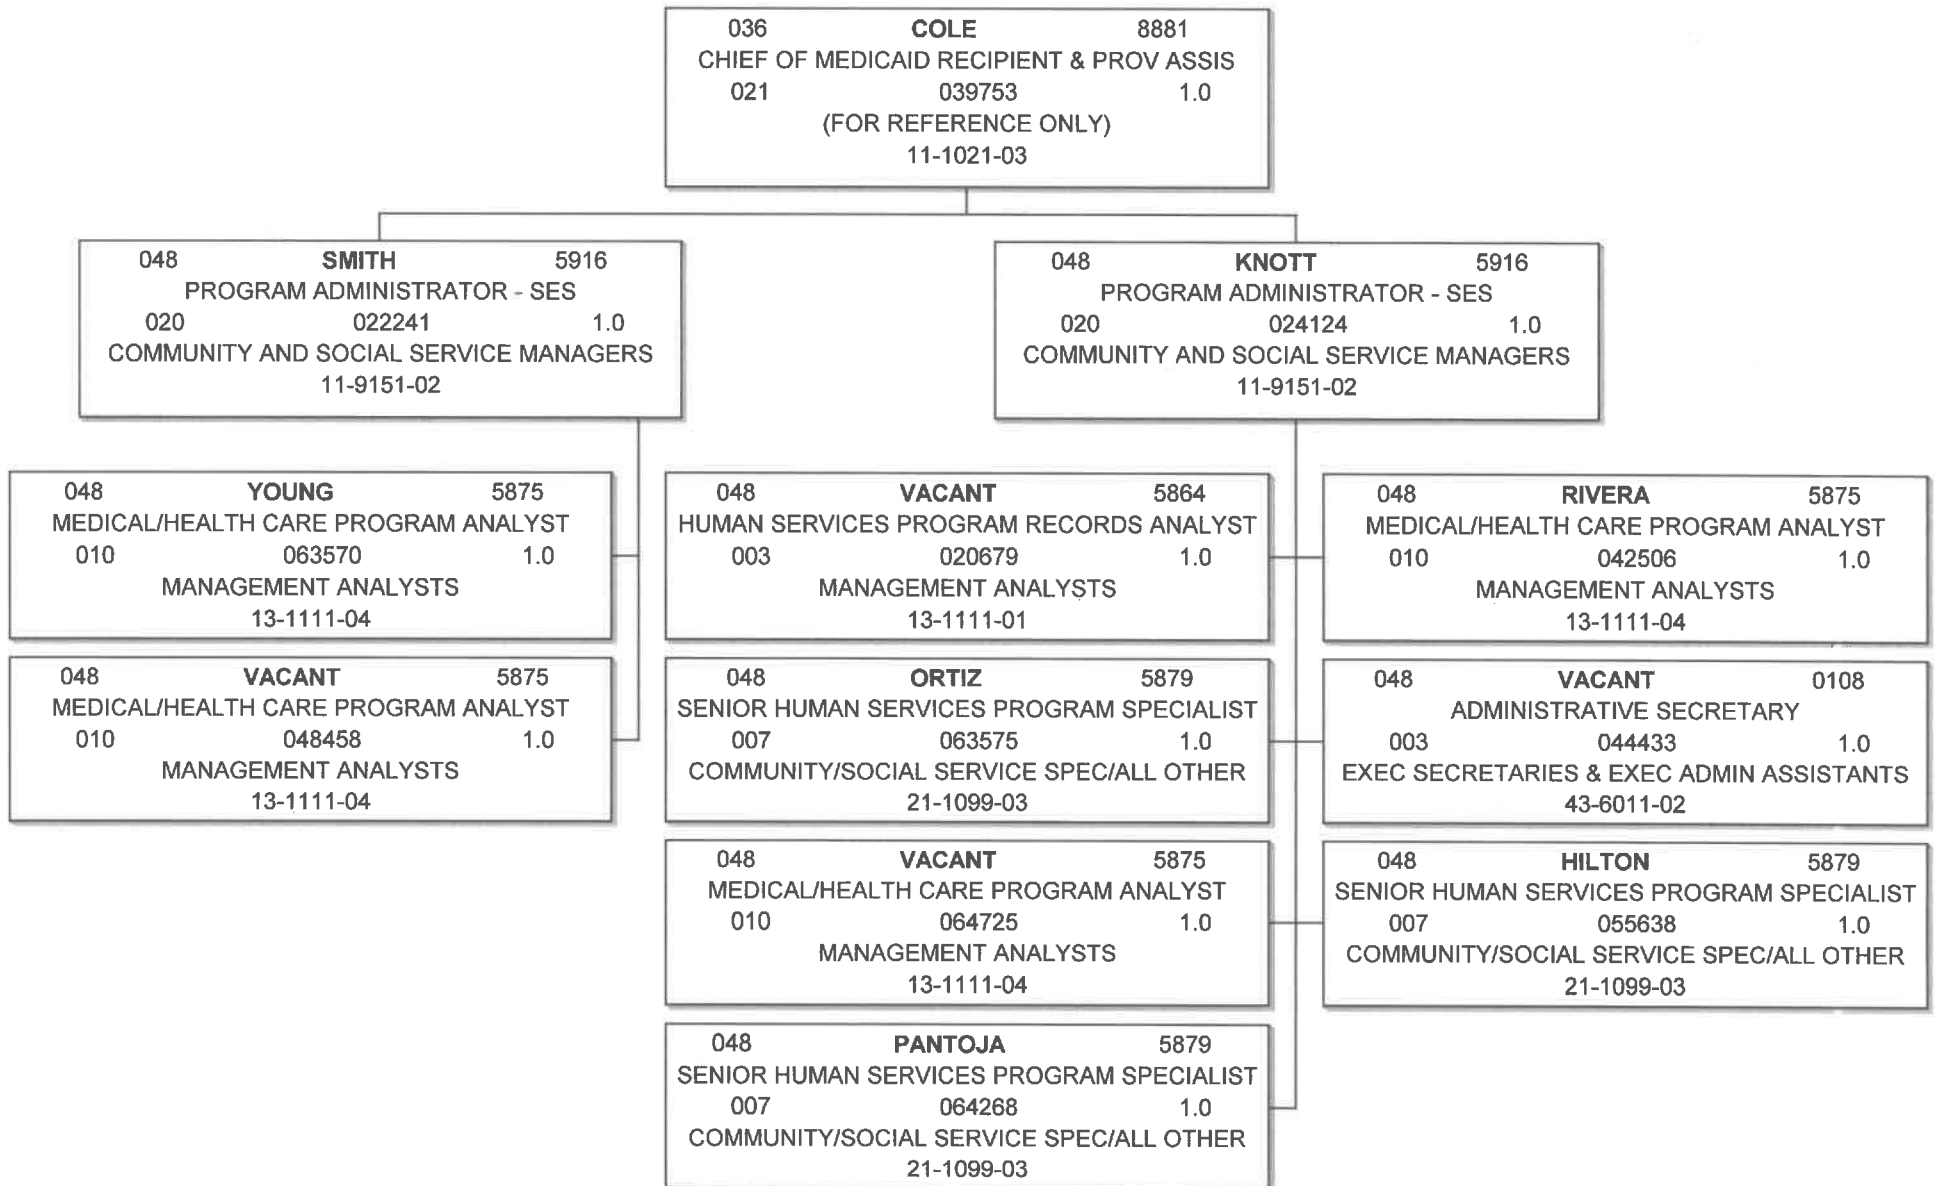 036 COLE 8881
CHIEF OF MEDICAID RECIPIENT & PROV ASSIS
021 039753 1.0
(FOR REFERENCE ONLY)
11-1021-03
048 SMITH 5916
PROGRAM ADMINISTRATOR - SES
020 022241 1.0
COMMUNITY AND SOCIAL SERVICE MANAGERS
11-9151-02
048 KNOTT 5916
PROGRAM ADMINISTRATOR - SES
020 024124 1.0
COMMUNITY AND SOCIAL SERVICE MANAGERS
11-9151-02
048 YOUNG 5875
MEDICAL/HEALTH CARE PROGRAM ANALYST
010 063570 1.0
MANAGEMENT ANALYSTS
13-1111-04
048 VACANT 5864
HUMAN SERVICES PROGRAM RECORDS ANALYST
003 020679 1.0
MANAGEMENT ANALYSTS
13-1111-01
048 RIVERA 5875
MEDICAL/HEALTH CARE PROGRAM ANALYST
010 042506 1.0
MANAGEMENT ANALYSTS
13-1111-04
048 VACANT 5875
MEDICAL/HEALTH CARE PROGRAM ANALYST
010 048458 1.0
MANAGEMENT ANALYSTS
13-1111-04
048 ORTIZ 5879
SENIOR HUMAN SERVICES PROGRAM SPECIALIST
007 063575 1.0
COMMUNITY/SOCIAL SERVICE SPEC/ALL OTHER
21-1099-03
048 VACANT 0108
ADMINISTRATIVE SECRETARY
003 044433 1.0
EXEC SECRETARIES & EXEC ADMIN ASSISTANTS
43-6011-02
048 VACANT 5875
MEDICAL/HEALTH CARE PROGRAM ANALYST
010 064725 1.0
MANAGEMENT ANALYSTS
13-1111-04
048 HILTON 5879
SENIOR HUMAN SERVICES PROGRAM SPECIALIST
007 055638 1.0
COMMUNITY/SOCIAL SERVICE SPEC/ALL OTHER
21-1099-03
048 PANTOJA 5879
SENIOR HUMAN SERVICES PROGRAM SPECIALIST
007 064268 1.0
COMMUNITY/SOCIAL SERVICE SPEC/ALL OTHER
21-1099-03